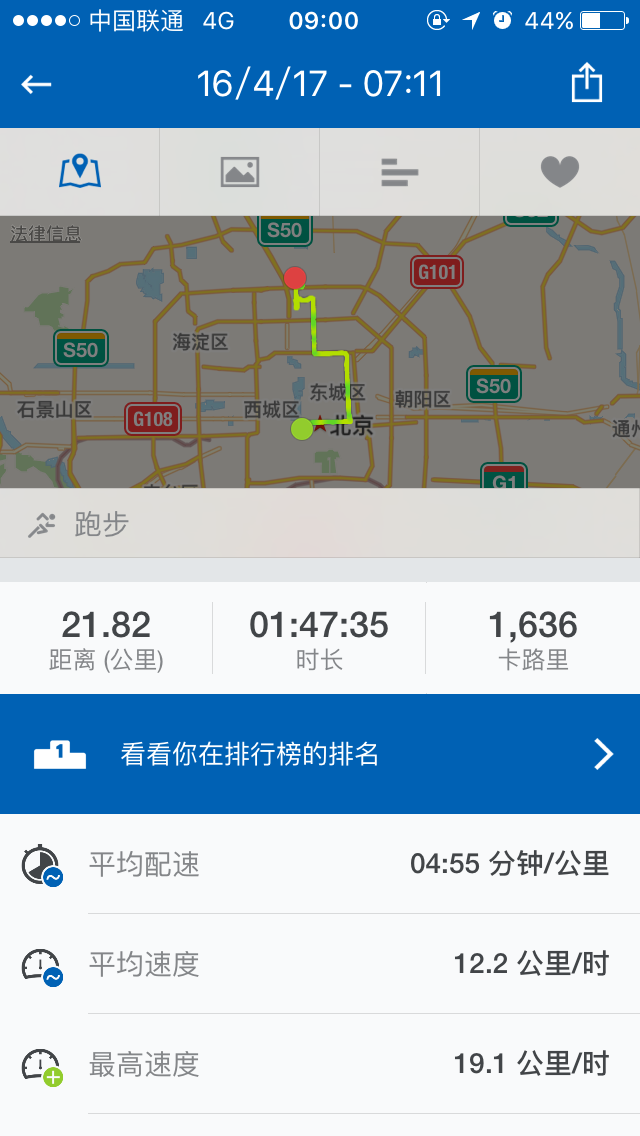 中国联通 4G 09:00 44%
16/4/17 - 07:11
法律信息
S50
G101
海淀区
S50
东城区
朝阳区
S50
石景山区
G108
西城区
北京
通州
G1
跑步
21.82 01:47:35 1,636
距离 (公里) 时长 卡路里
1 看看你在排行榜的排名
平均配速 04:55 分钟/公里
平均速度 12.2 公里/时
最高速度 19.1 公里/时